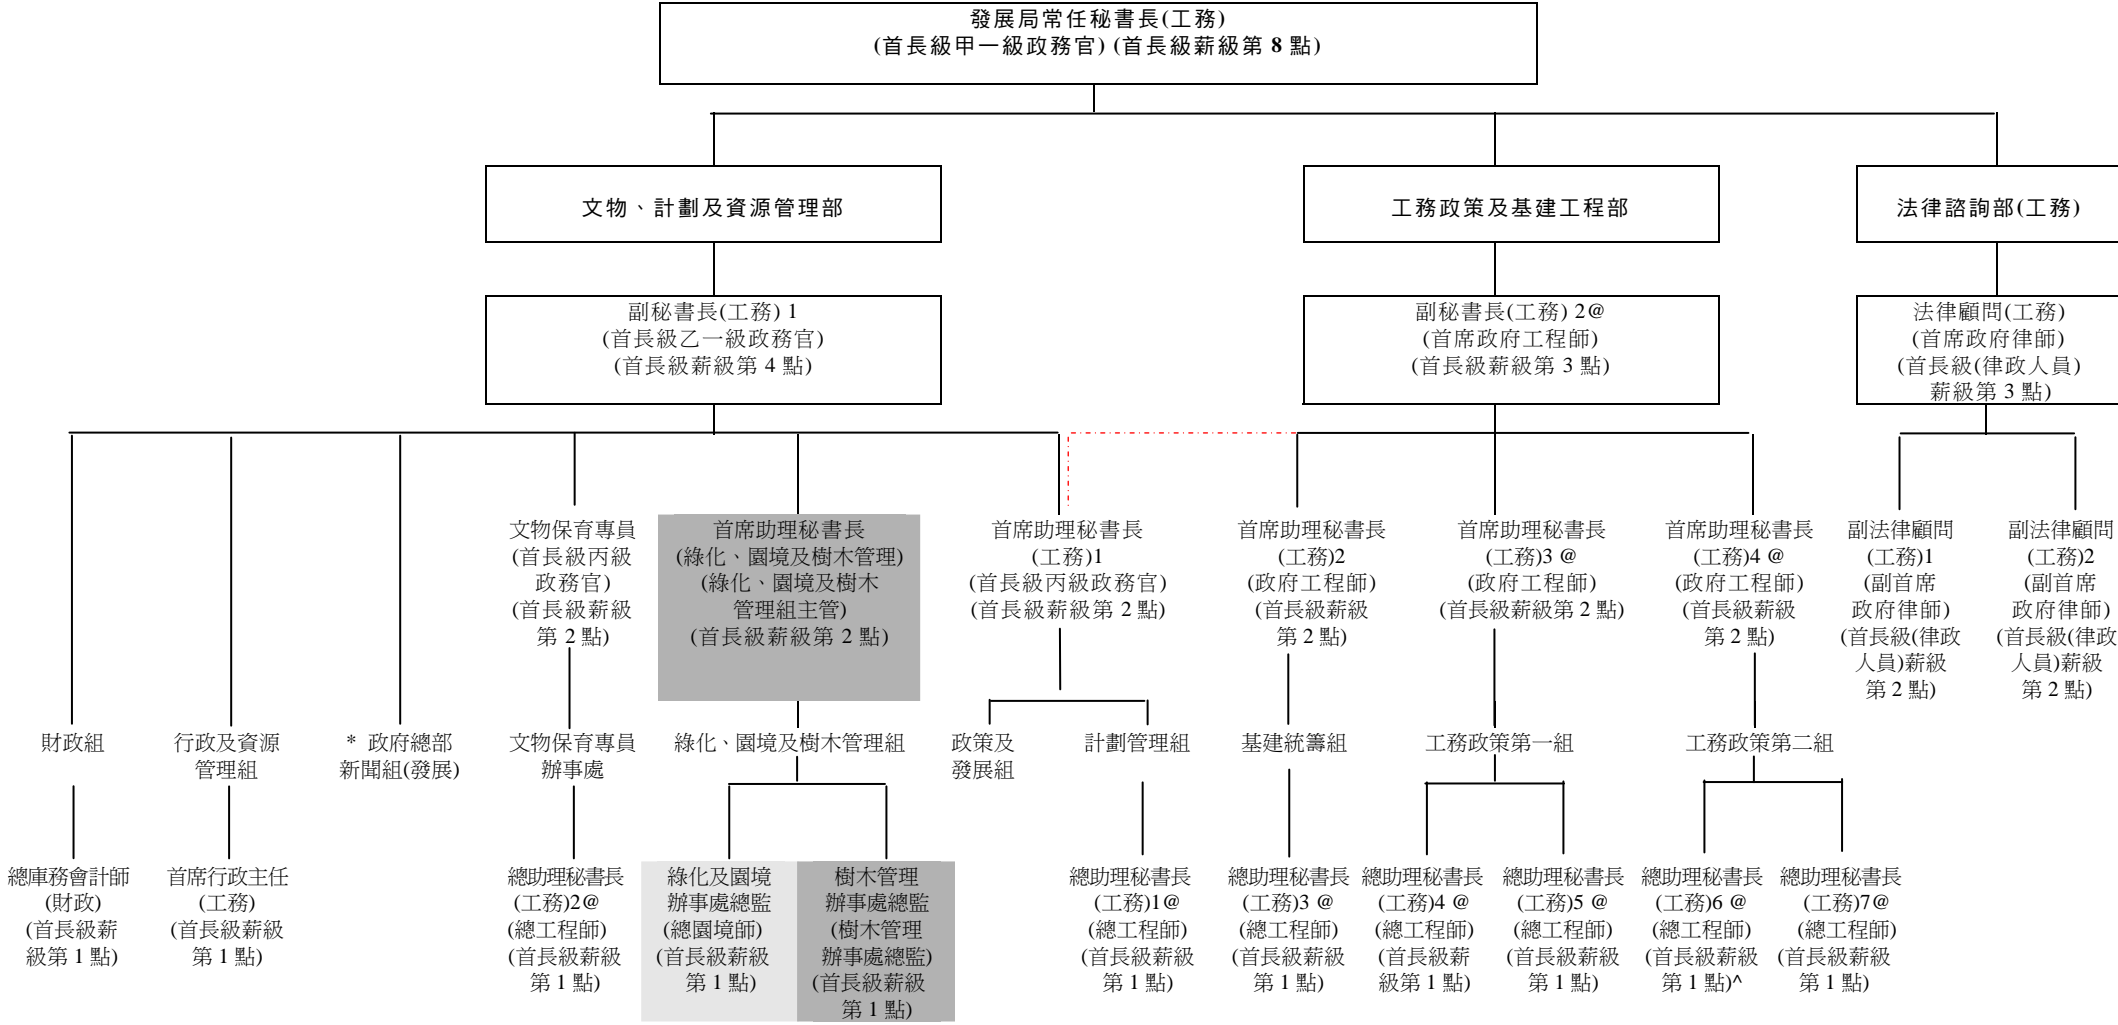 發展局常任秘書長(工務)
(首長級甲一級政務官) (首長級薪級第 8 點)
文物、計劃及資源管理部
工務政策及基建工程部
法律諮詢部(工務)
副秘書長(工務) 1
(首長級乙一級政務官)
(首長級薪級第 4 點)
副秘書長(工務) 2@
(首席政府工程師)
(首長級薪級第 3 點)
法律顧問(工務)
(首席政府律師)
(首長級(律政人員)
薪級第 3 點)
文物保育專員
(首長級丙級
政務官)
(首長級薪級
第 2 點)
首席助理秘書長
(綠化、園境及樹木管理)
(綠化、園境及樹木
管理組主管)
(首長級薪級第 2 點)
首席助理秘書長
(工務)1
(首長級丙級政務官)
(首長級薪級第 2 點)
首席助理秘書長
(工務)2
(政府工程師)
(首長級薪級
第 2 點)
首席助理秘書長
(工務)3 @
(政府工程師)
(首長級薪級第 2 點)
首席助理秘書長
(工務)4 @
(政府工程師)
(首長級薪級
第 2 點)
副法律顧問
(工務)1
(副首席
政府律師)
(首長級(律政
人員)薪級
第 2 點)
副法律顧問
(工務)2
(副首席
政府律師)
(首長級(律政
人員)薪級
第 2 點)
財政組
行政及資源
管理組
* 政府總部
新聞組(發展)
文物保育專員
辦事處
綠化、園境及樹木管理組
政策及
發展組
計劃管理組
基建統籌組
工務政策第一組
工務政策第二組
總庫務會計師
(財政)
(首長級薪
級第 1 點)
首席行政主任
(工務)
(首長級薪級
第 1 點)
總助理秘書長
(工務)2@
(總工程師)
(首長級薪級
第 1 點)
綠化及園境
辦事處總監
(總園境師)
(首長級薪級
第 1 點)
樹木管理
辦事處總監
(樹木管理
辦事處總監)
(首長級薪級
第 1 點)
總助理秘書長
(工務)1@
(總工程師)
(首長級薪級
第 1 點)
總助理秘書長
(工務)3 @
(總工程師)
(首長級薪級
第 1 點)
總助理秘書長
(工務)4 @
(總工程師)
(首長級薪
級第 1 點)
總助理秘書長
(工務)5 @
(總工程師)
(首長級薪級
第 1 點)
總助理秘書長
(工務)6 @
(總工程師)
(首長級薪級
第 1 點)^
總助理秘書長
(工務)7@
(總工程師)
(首長級薪級
第 1 點)